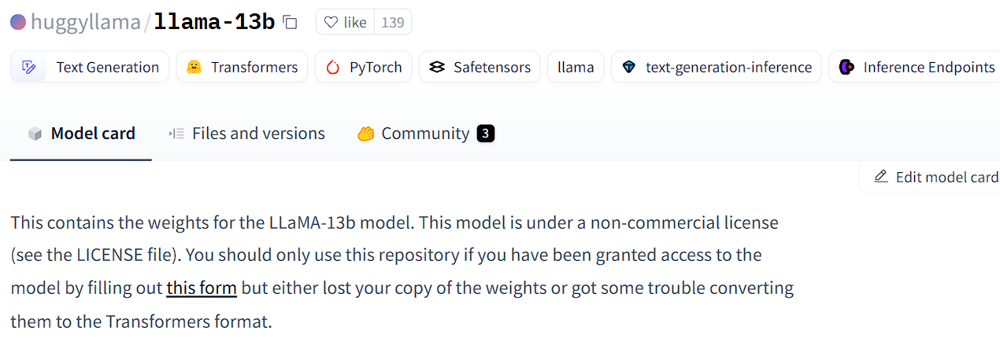 huggyllama/llama-13b like 139
Text Generation Transformers PyTorch Safetensors llama text-generation-inference Inference Endpoints
Model card Files and versions Community 3
Edit model card
This contains the weights for the LLaMA-13b model. This model is under a non-commercial license
(see the LICENSE file). You should only use this repository if you have been granted access to the
model by filling out this form but either lost your copy of the weights or got some trouble converting
them to the Transformers format.